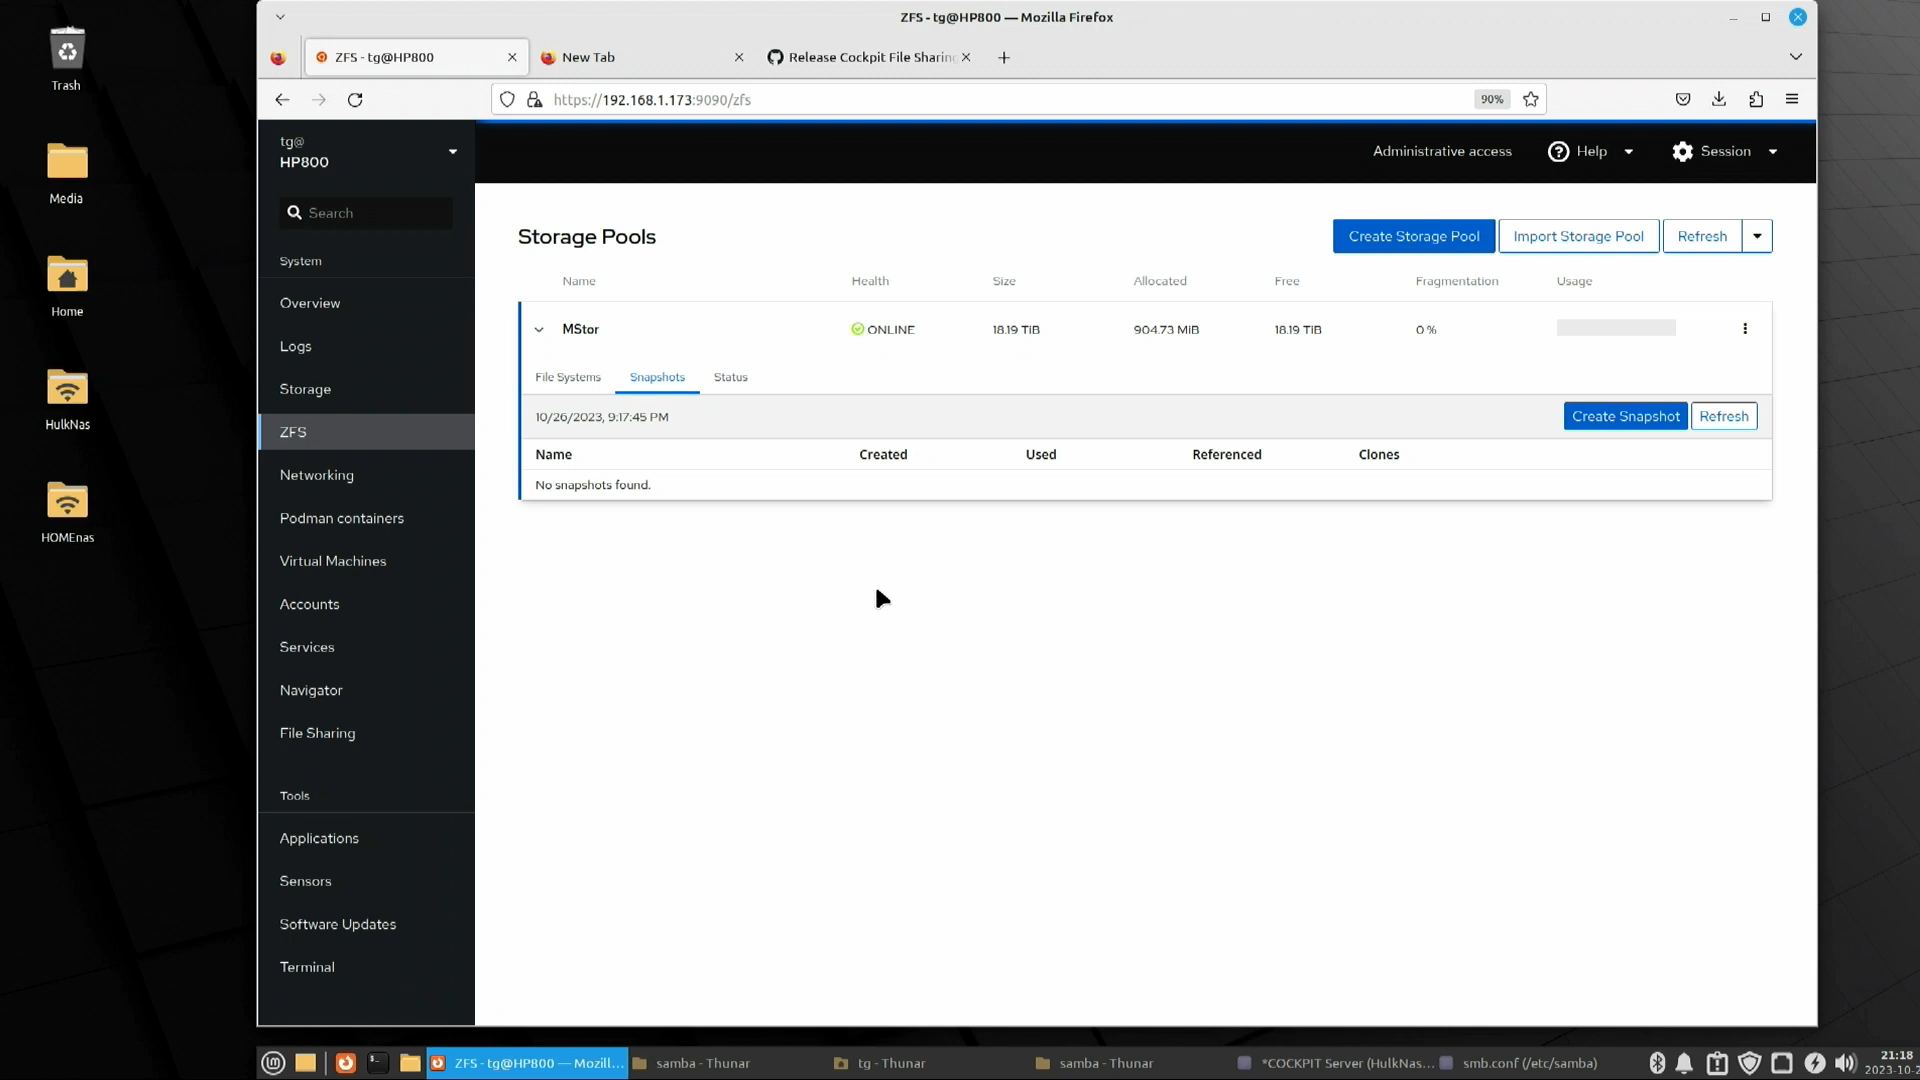 Trash
Media
Home
HulkNas
HOMEnas
ZFS - tg@HP800 — Mozilla Firefox
ZFS - tg@HP800
New Tab
Release Cockpit File Sharing
https://192.168.1.173:9090/zfs
90%
tg@
HP800
Administrative access
Help
Session
Search
System
Overview
Logs
Storage
ZFS
Networking
Podman containers
Virtual Machines
Accounts
Services
Navigator
File Sharing
Tools
Applications
Sensors
Software Updates
Terminal
Storage Pools
Create Storage Pool
Import Storage Pool
Refresh
Name Health Size Allocated Free Fragmentation Usage
MStor ONLINE 18.19 TiB 904.73 MiB 18.19 TiB 0 %
File Systems Snapshots Status
10/26/2023, 9:17:45 PM
Create Snapshot
Refresh
Name Created Used Referenced Clones
No snapshots found.
ZFS - tg@HP800 — Mozill...
samba - Thunar
tg - Thunar
samba - Thunar
*COCKPIT Server (HulkNas...
smb.conf (/etc/samba)
21:18
2023-10-2